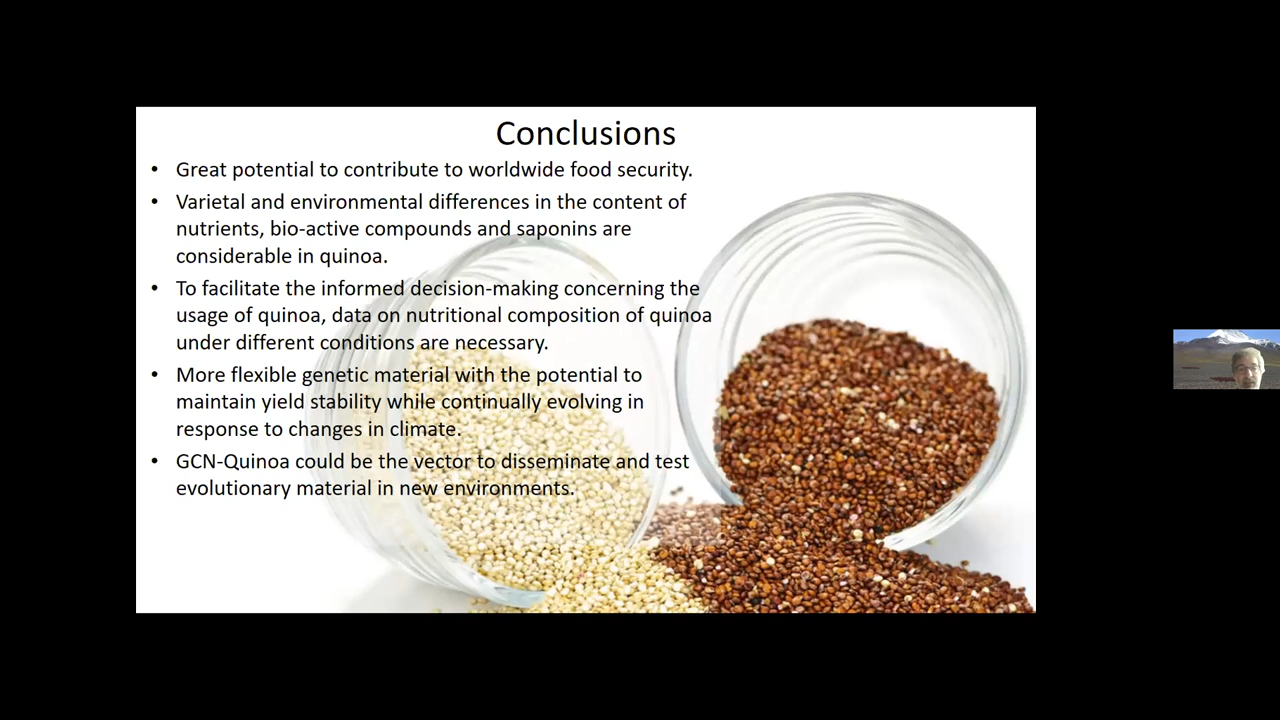 Conclusions
• Great potential to contribute to worldwide food security.
• Varietal and environmental differences in the content of
nutrients, bio-active compounds and saponins are
considerable in quinoa.
• To facilitate the informed decision-making concerning the
usage of quinoa, data on nutritional composition of quinoa
under different conditions are necessary.
• More flexible genetic material with the potential to
maintain yield stability while continually evolving in
response to changes in climate.
• GCN-Quinoa could be the vector to disseminate and test
evolutionary material in new environments.